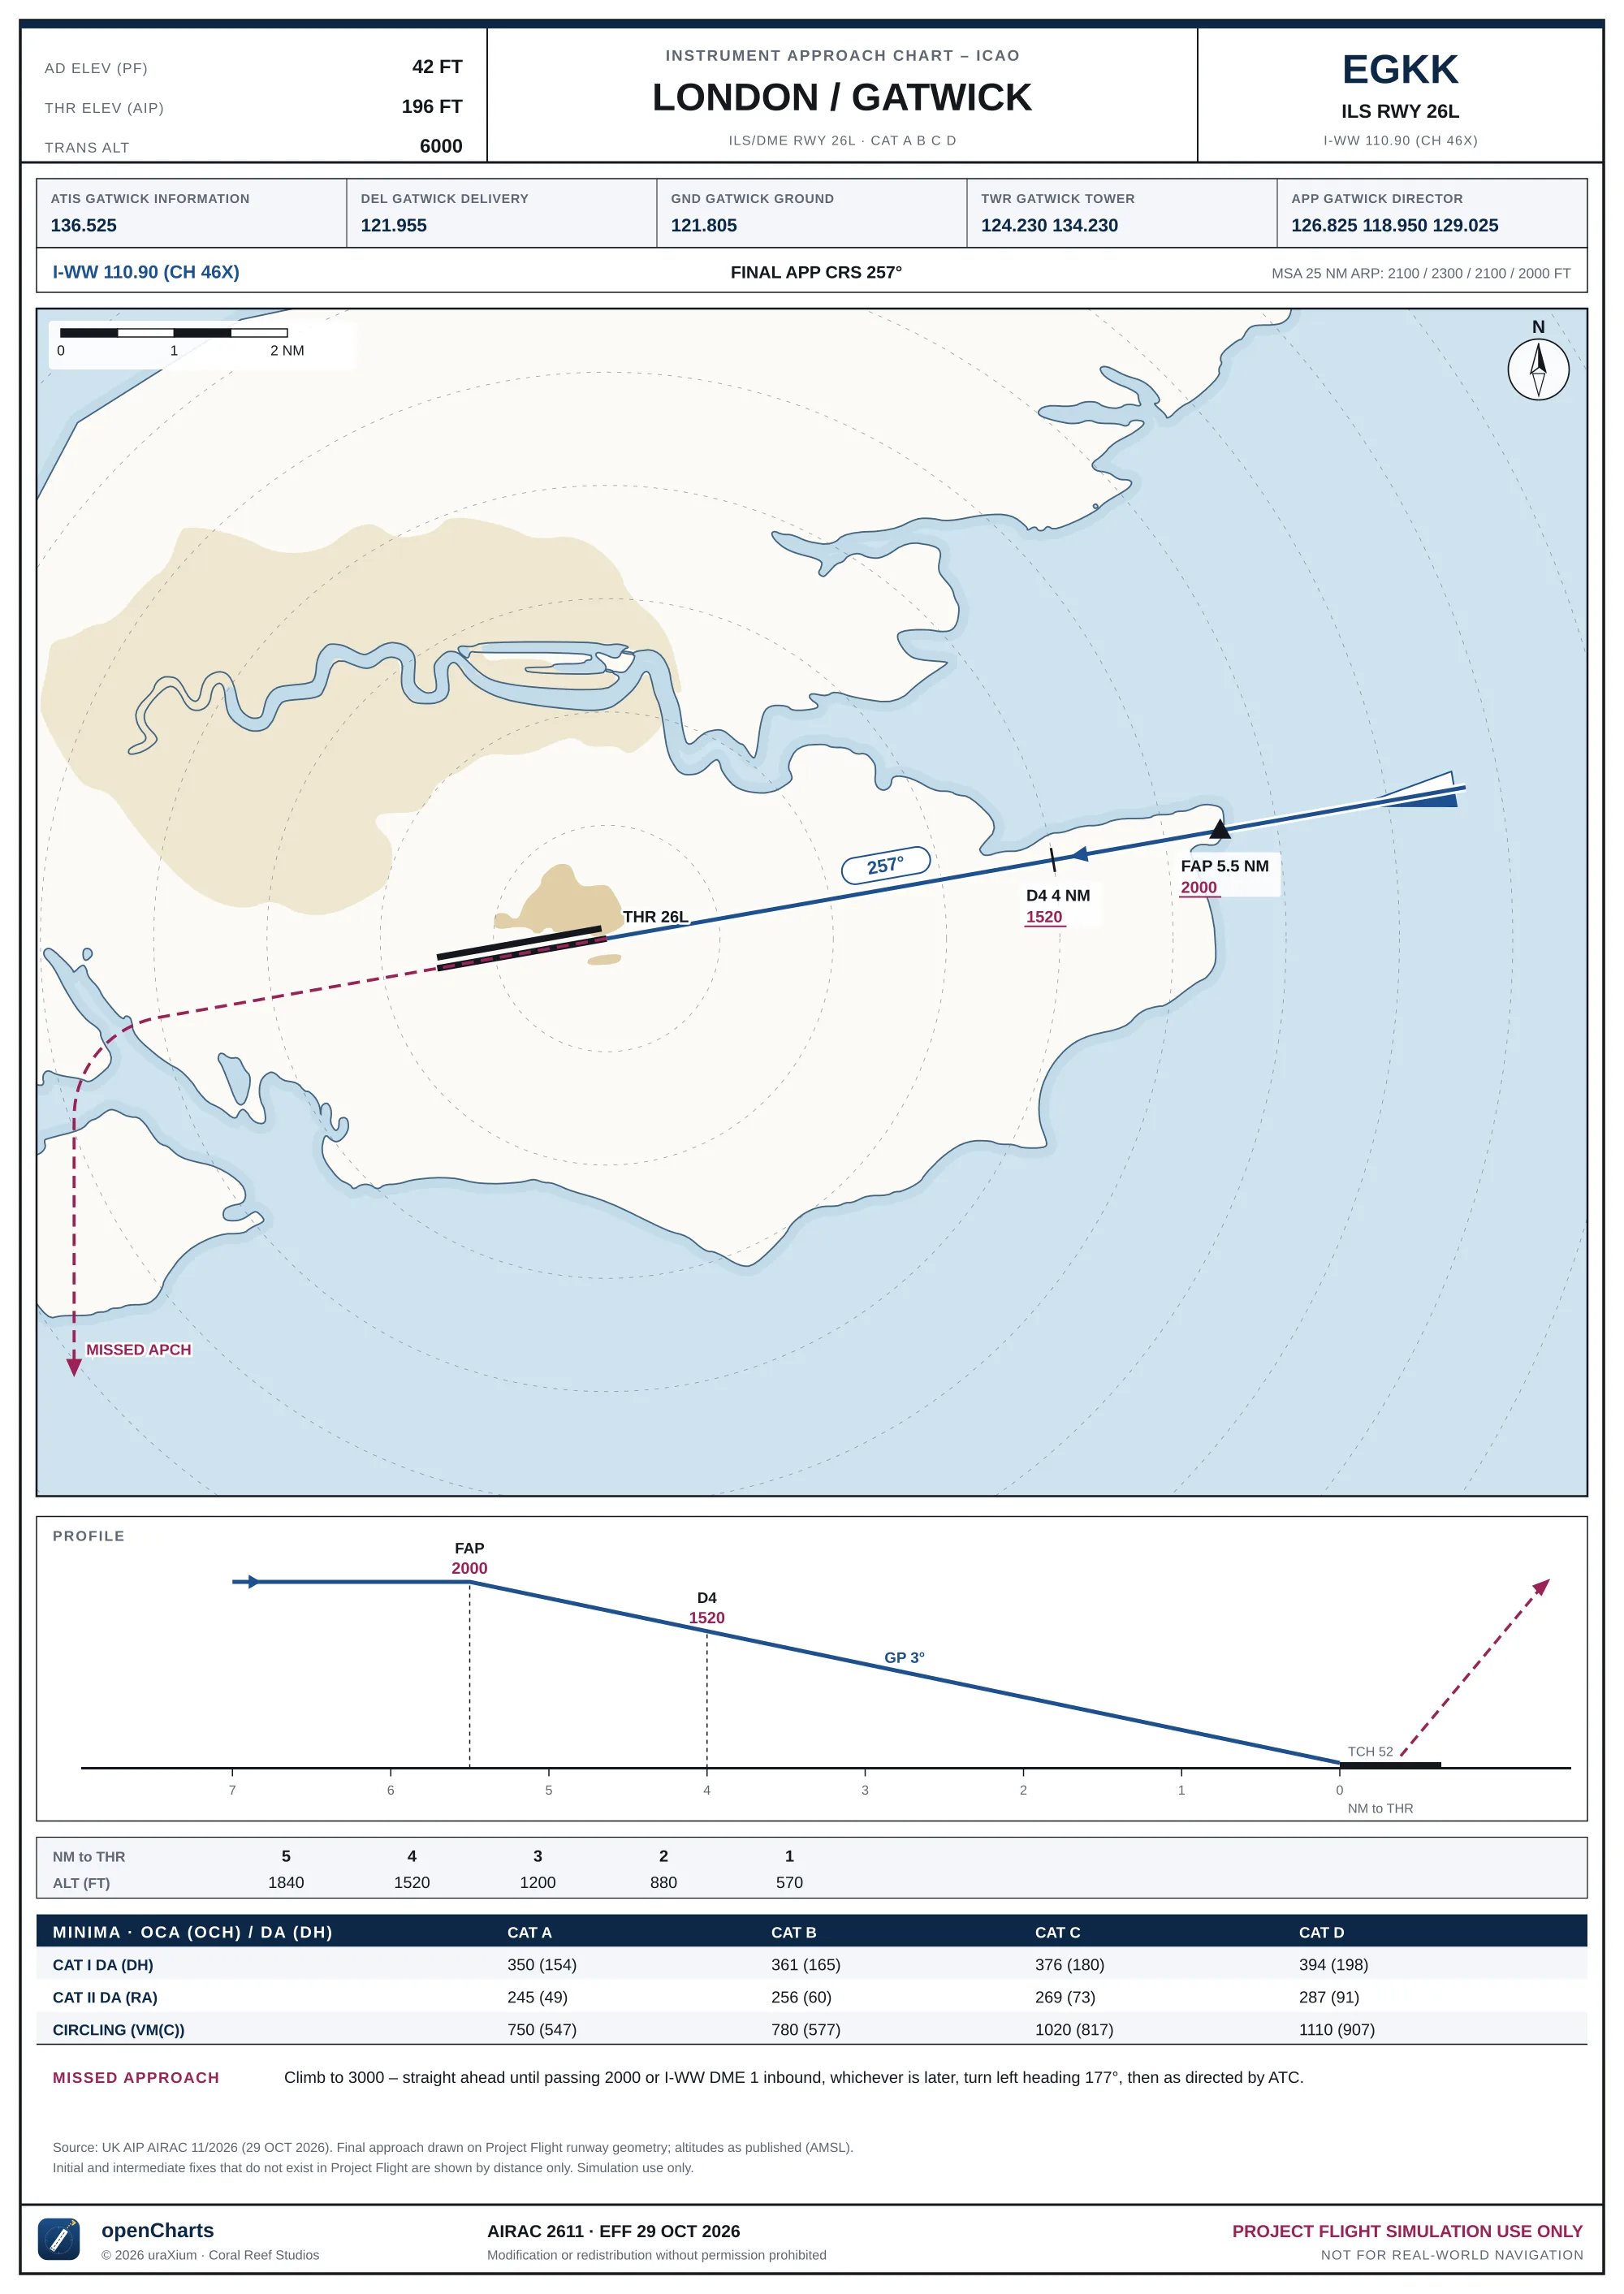 AD ELEV (PF) 42 FT
THR ELEV (AIP) 196 FT
TRANS ALT 6000
INSTRUMENT APPROACH CHART – ICAO
LONDON / GATWICK
ILS/DME RWY 26L · CAT A B C D
EGKK
ILS RWY 26L
I-WW 110.90 (CH 46X)
ATIS GATWICK INFORMATION
136.525
DEL GATWICK DELIVERY
121.955
GND GATWICK GROUND
121.805
TWR GATWICK TOWER
124.230 134.230
APP GATWICK DIRECTOR
126.825 118.950 129.025
I-WW 110.90 (CH 46X) FINAL APP CRS 257° MSA 25 NM ARP: 2100 / 2300 / 2100 / 2000 FT
0 1 2 NM
N
257°
FAP 5.5 NM
2000
D4 4 NM
1520
THR 26L
MISSED APCH
PROFILE
FAP
2000
D4
1520
GP 3°
TCH 52
7 6 5 4 3 2 1 0
NM to THR
NM to THR 5 4 3 2 1
ALT (FT) 1840 1520 1200 880 570
MINIMA · OCA (OCH) / DA (DH) CAT A CAT B CAT C CAT D
CAT I DA (DH) 350 (154) 361 (165) 376 (180) 394 (198)
CAT II DA (RA) 245 (49) 256 (60) 269 (73) 287 (91)
CIRCLING (VM(C)) 750 (547) 780 (577) 1020 (817) 1110 (907)
MISSED APPROACH Climb to 3000 – straight ahead until passing 2000 or I-WW DME 1 inbound, whichever is later, turn left heading 177°, then as directed by ATC.
Source: UK AIP AIRAC 11/2026 (29 OCT 2026). Final approach drawn on Project Flight runway geometry; altitudes as published (AMSL).
Initial and intermediate fixes that do not exist in Project Flight are shown by distance only. Simulation use only.
openCharts
© 2026 uraXium · Coral Reef Studios
AIRAC 2611 · EFF 29 OCT 2026
Modification or redistribution without permission prohibited
PROJECT FLIGHT SIMULATION USE ONLY
NOT FOR REAL-WORLD NAVIGATION